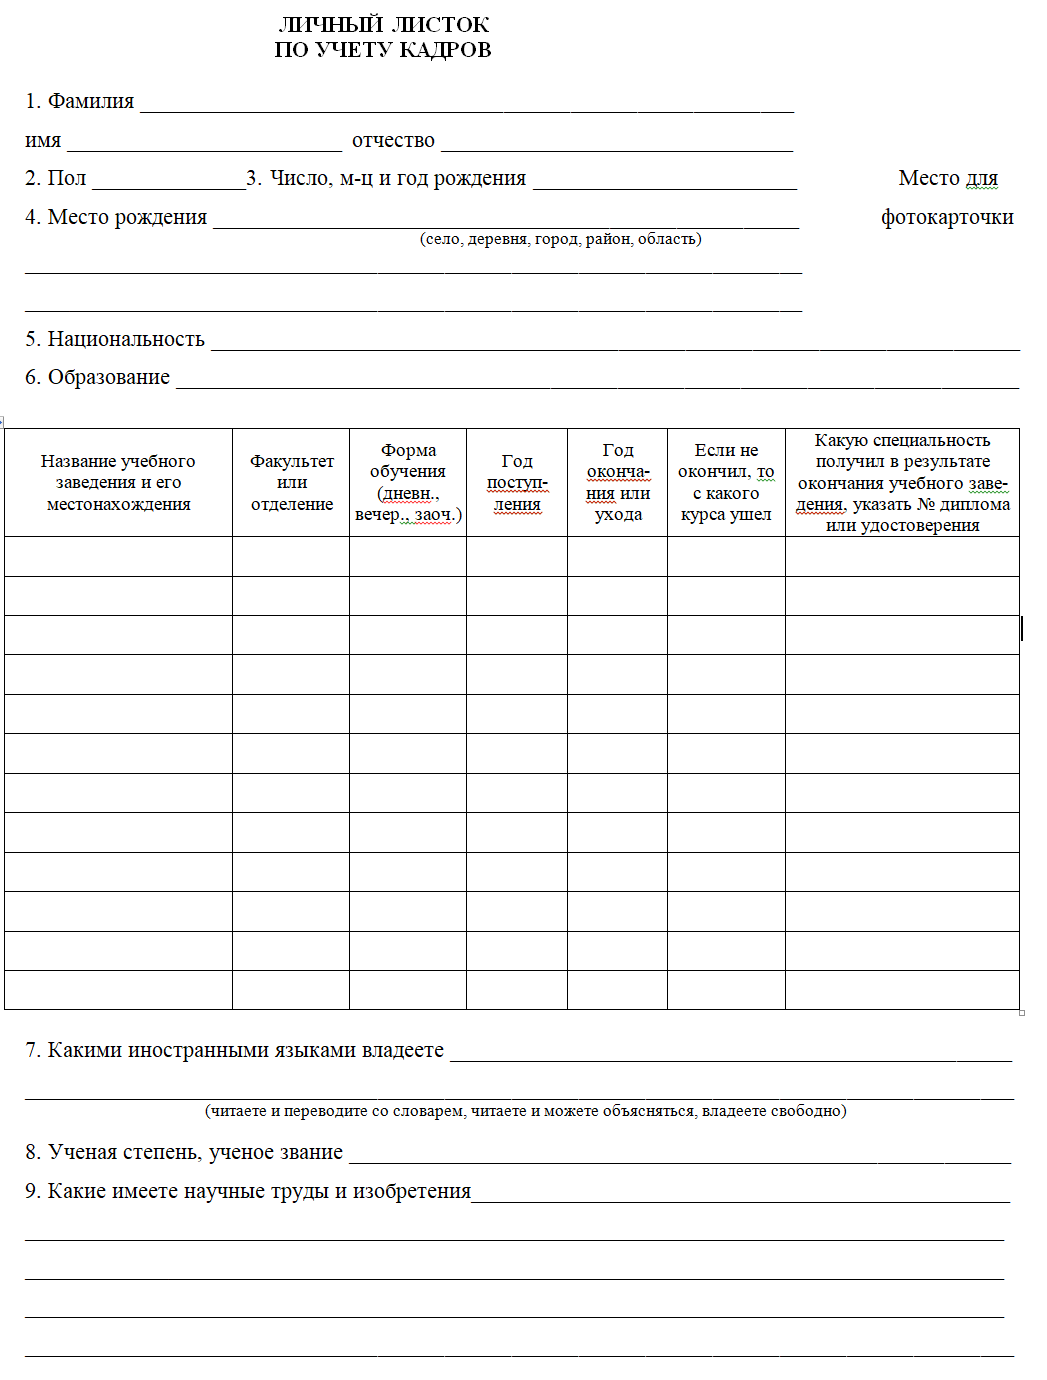 ЛИЧНЫЙ ЛИСТОК
ПО УЧЕТУ КАДРОВ
1. Фамилия
имя отчество
2. Пол 3. Число, м-ц и год рождения Место для
4. Место рождения фотокарточки
(село, деревня, город, район, область)
5. Национальность
6. Образование
Название учебного
заведения и его
местонахождения
Факультет
или
отделение
Форма
обучения
(дневн.,
вечер., заоч.)
Год
поступ-
ления
Год
оконча-
ния или
ухода
Если не
окончил, то
с какого
курса ушел
Какую специальность
получил в результате
окончания учебного заве-
дения, указать № диплома
или удостоверения
7. Какими иностранными языками владеете
(читаете и переводите со словарем, читаете и можете объясняться, владеете свободно)
8. Ученая степень, ученое звание
9. Какие имеете научные труды и изобретения